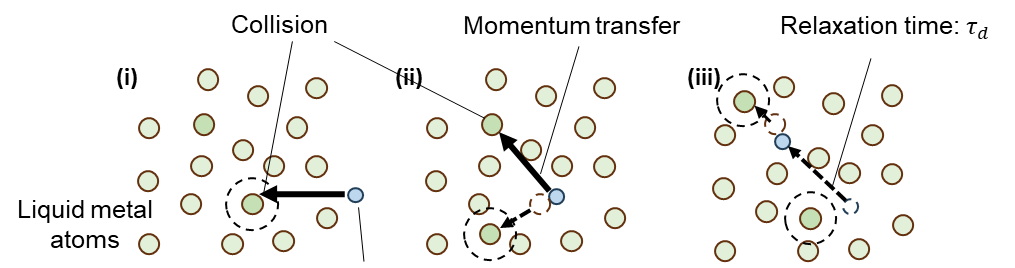 Collision
Momentum transfer
Relaxation time: τ_d
(i)
(ii)
(iii)
Liquid metal
atoms